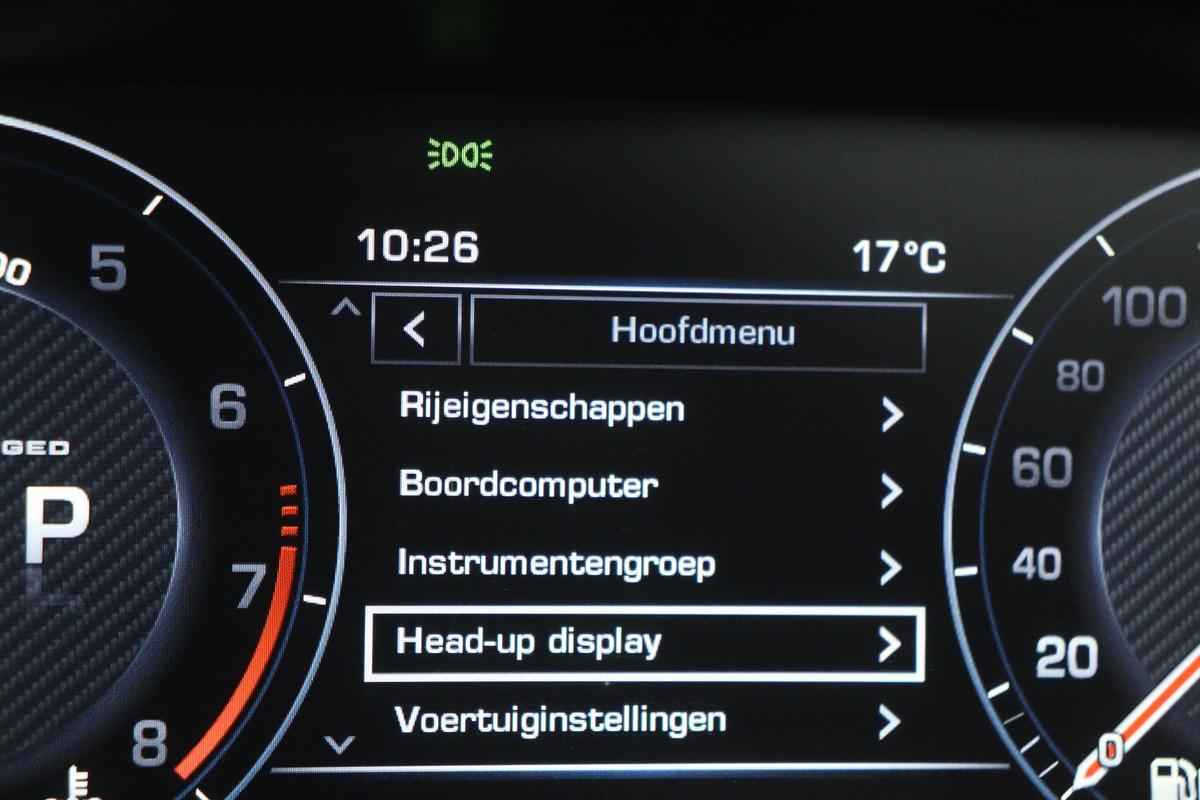 10:26
17°C
Hoofdmenu
Rijeigenschappen
Boordcomputer
Instrumentengroep
Head-up display
Voertuiginstellingen
5
6
7
8
P
100
80
60
40
20
0